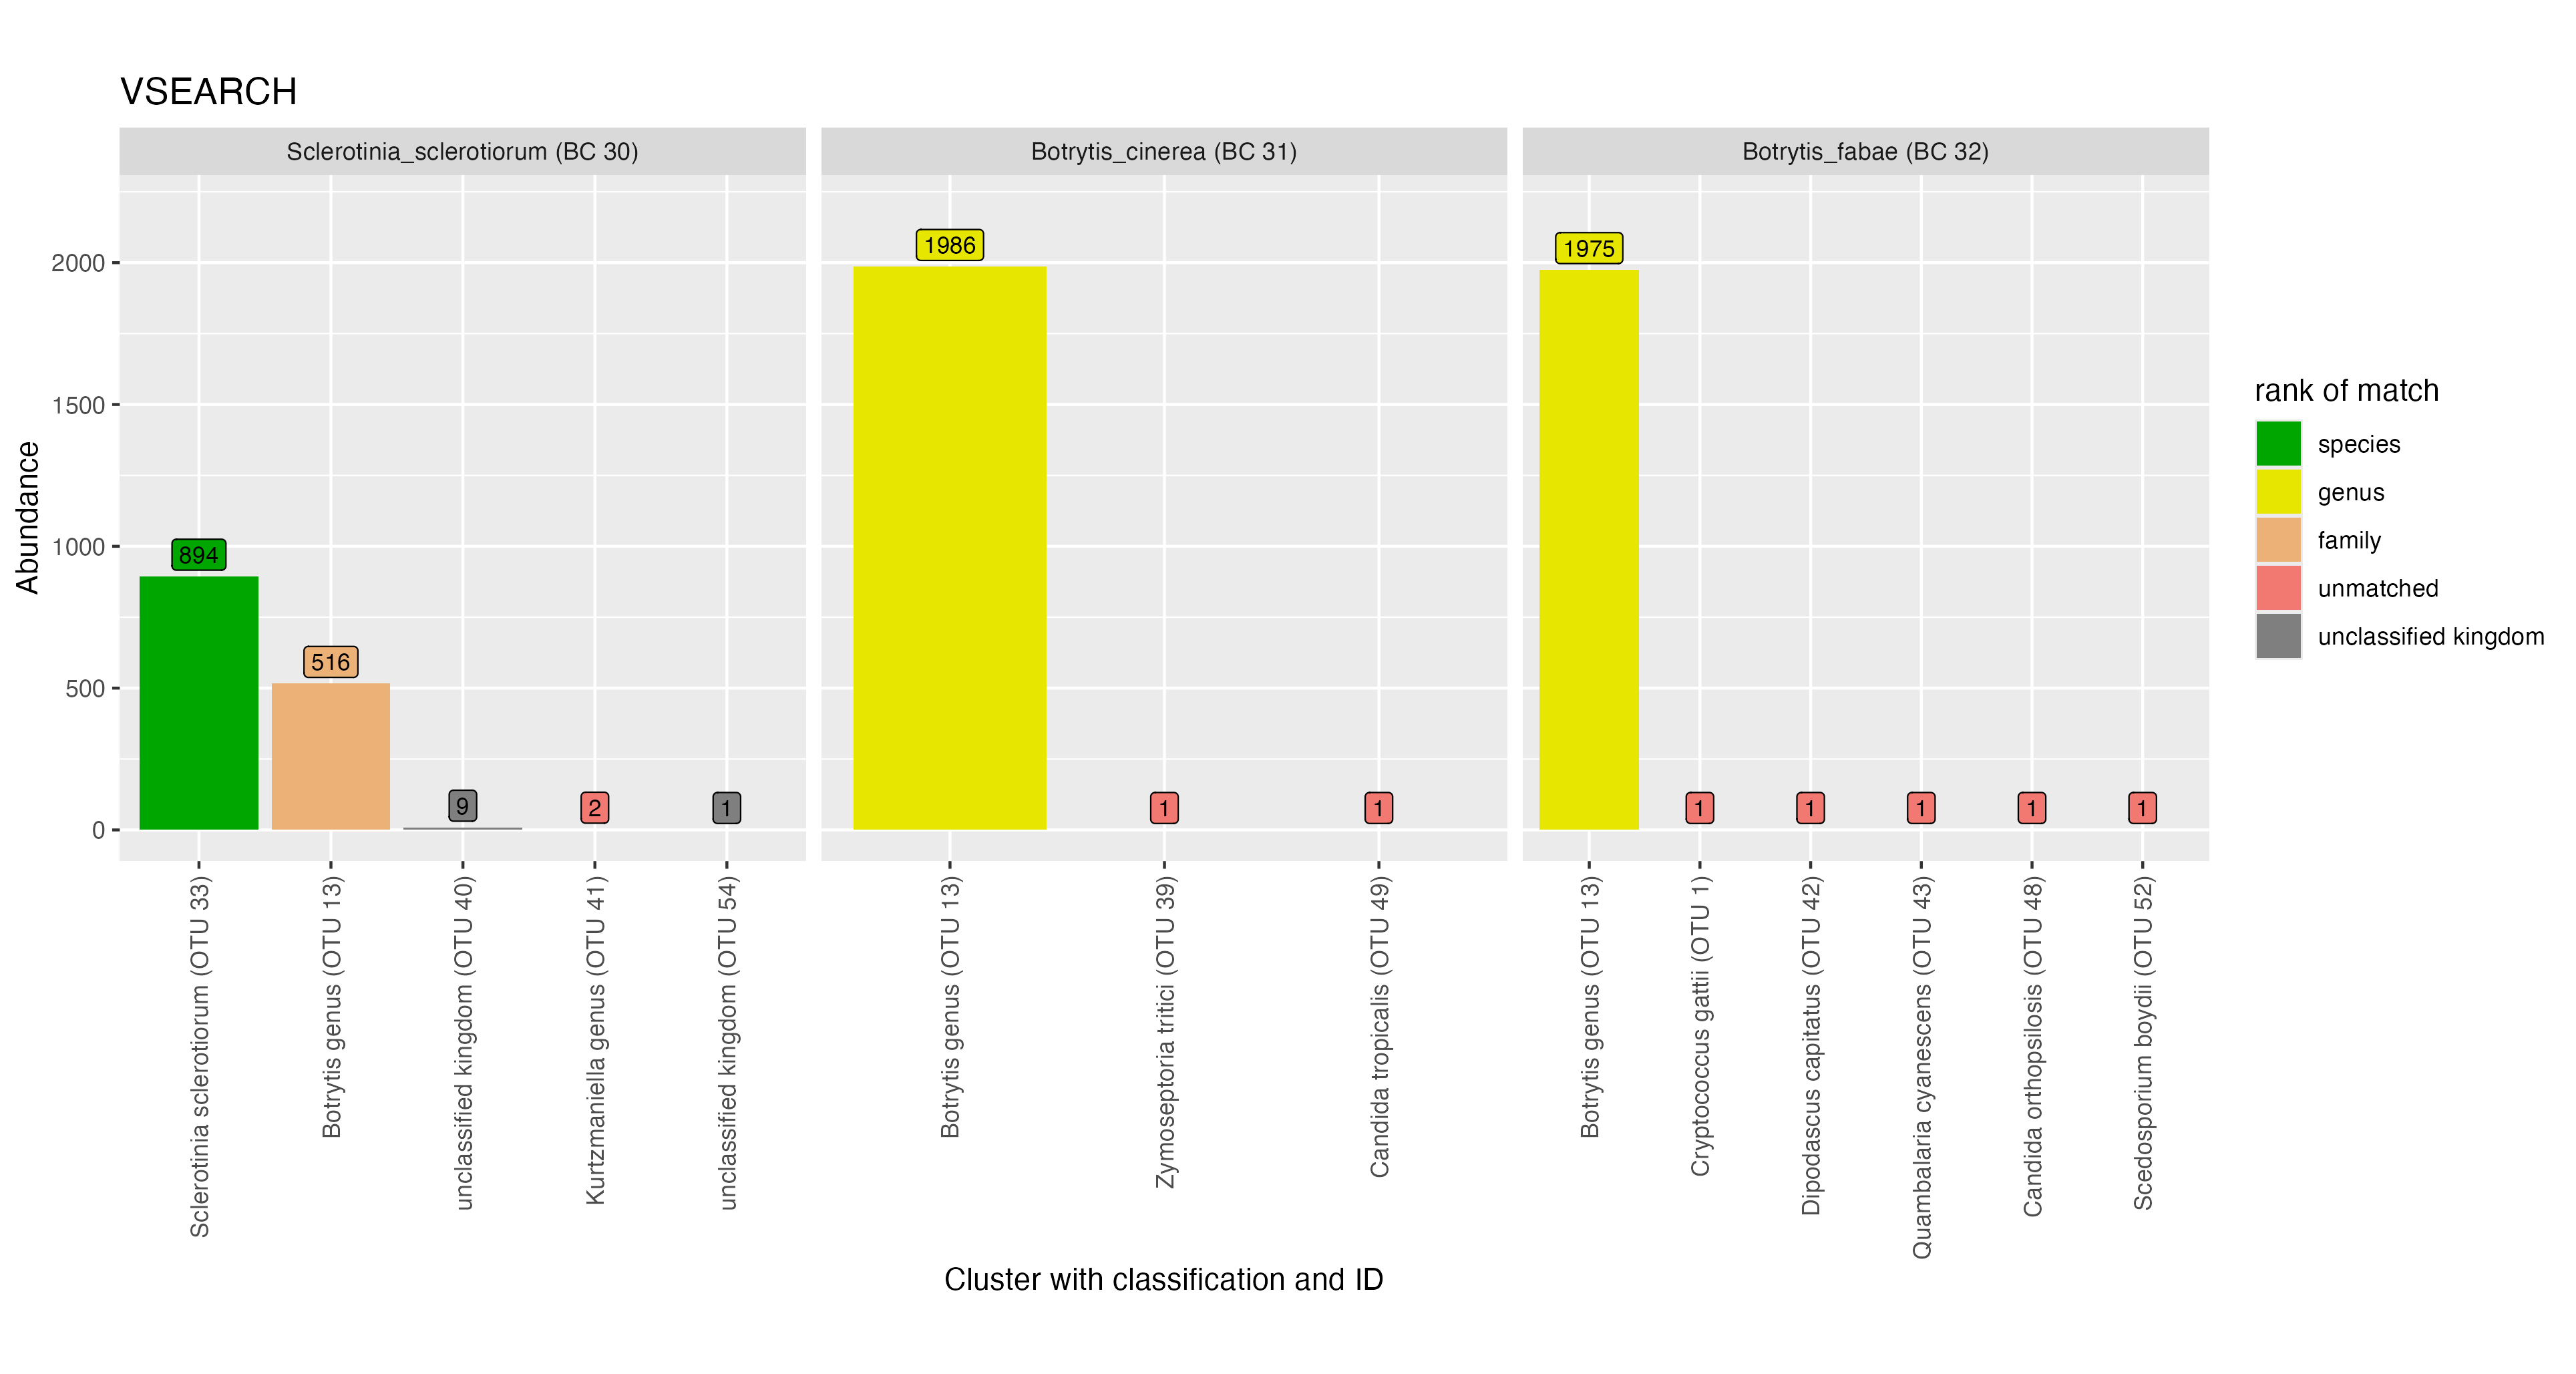 VSEARCH
Sclerotinia_sclerotiorum (BC 30)
Botrytis_cinerea (BC 31)
Botrytis_fabae (BC 32)
Abundance
2000
1500
1000
500
0
894
516
9
2
1
1986
1
1
1975
1
1
1
1
1
Sclerotinia sclerotiorum (OTU 33)
Botrytis genus (OTU 13)
unclassified kingdom (OTU 40)
Kurtzmaniella genus (OTU 41)
unclassified kingdom (OTU 54)
Botrytis genus (OTU 13)
Zymoseptoria tritici (OTU 39)
Candida tropicalis (OTU 49)
Botrytis genus (OTU 13)
Cryptococcus gattii (OTU 1)
Dipodascus capitatus (OTU 42)
Quambalaria cyanescens (OTU 43)
Candida orthopsilosis (OTU 48)
Scedosporium boydii (OTU 52)
Cluster with classification and ID
rank of match
species
genus
family
unmatched
unclassified kingdom